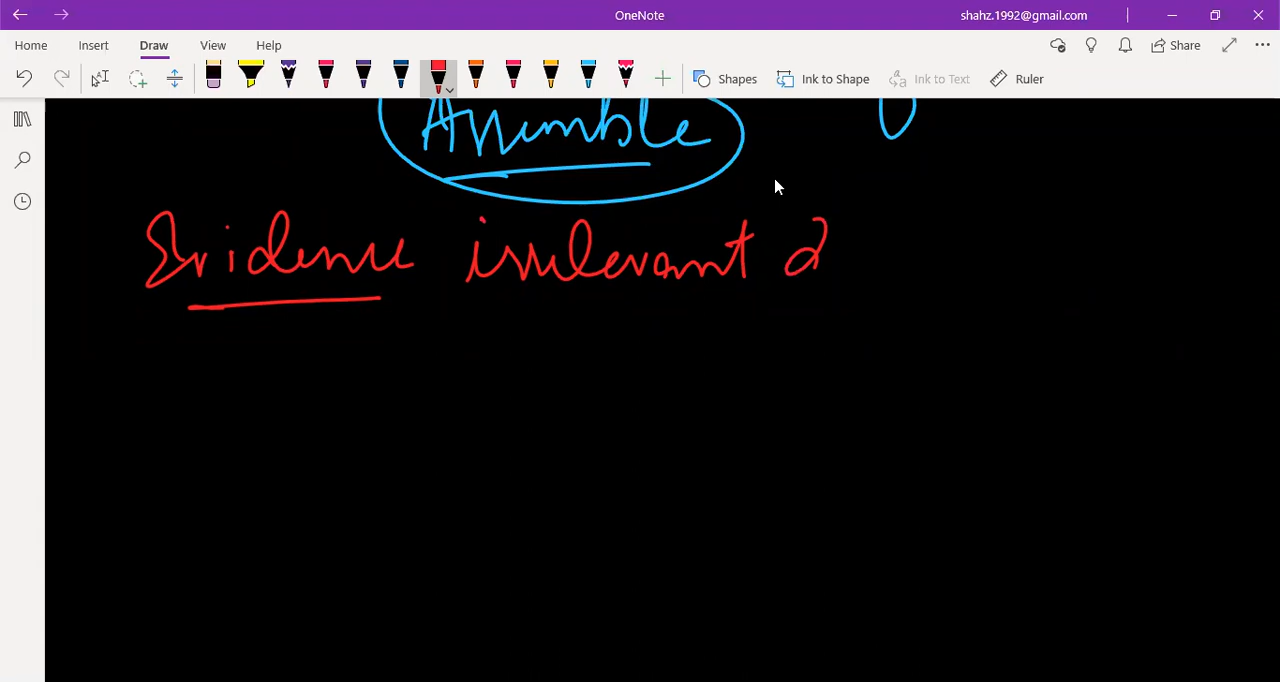 OneNote
shahz.1992@gmail.com
Home Insert Draw View Help
Share
Shapes Ink to Shape Ink to Text Ruler
Evidence irrelevant &